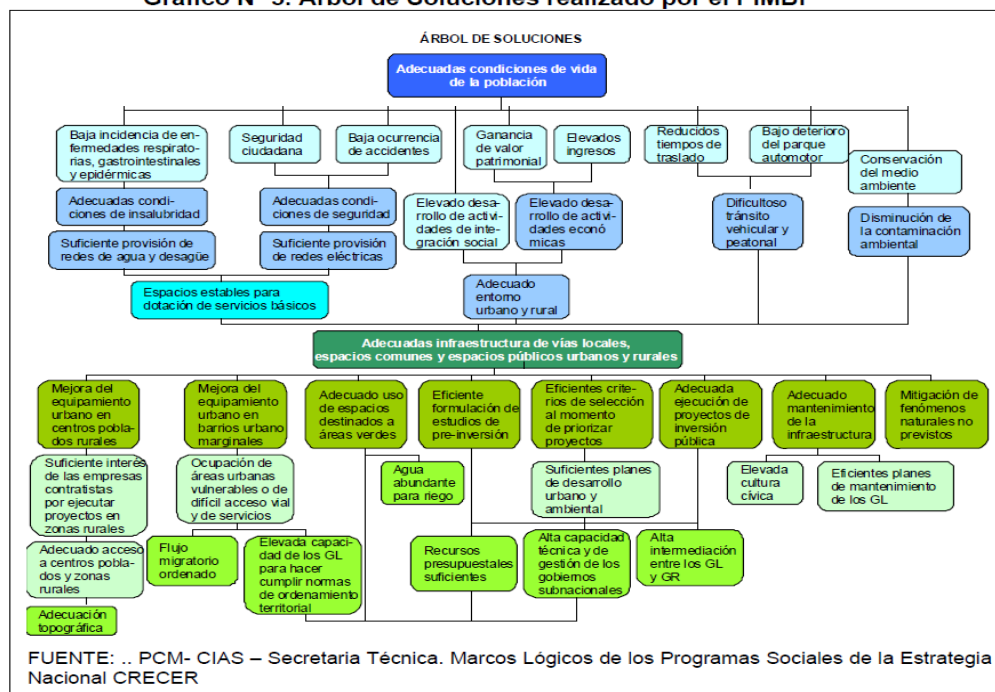 Gráfico N° 5: Árbol de Soluciones realizado por el PIMBP
ÁRBOL DE SOLUCIONES
Adecuadas condiciones de vida
de la población
Baja incidencia de en-
fermedades respirato-
rias, gastrointestinales
y epidérmicas
Seguridad
ciudadana
Baja ocurrencia
de accidentes
Ganancia
de valor
patrimonial
Elevados
ingresos
Reducidos
tiempos de
traslado
Bajo deterioro
del parque
automotor
Conservación
del medio
ambiente
Adecuadas condi-
ciones de insalubridad
Adecuadas condi-
ciones de seguridad
Elevado desa-
rrollo de activi-
dades de inte-
gración social
Elevado desa-
rrollo de activi-
dades econó
micas
Dificultoso
tránsito
vehicular y
peatonal
Disminución de
la contaminación
ambiental
Suficiente provisión de
redes de agua y desagüe
Suficiente provisión
de redes eléctricas
Espacios estables para
dotación de servicios básicos
Adecuado
entorno
urbano y rural
Adecuadas infraestructura de vías locales,
espacios comunes y espacios públicos urbanos y rurales
Mejora del
equipamiento
urbano en
centros pobla-
dos rurales
Mejora del
equipamiento
urbano en
barrios urbano
marginales
Adecuado uso
de espacios
destinados a
áreas verdes
Eficiente
formulación de
estudios de
pre-inversión
Eficientes crite-
rios de selección
al momento
de priorizar
proyectos
Adecuada
ejecución de
proyectos de
inversión
pública
Adecuado
mantenimiento
de la
infraestructura
Mitigación de
fenómenos
naturales no
previstos
Suficiente interés
de las empresas
contratistas
por ejecutar
proyectos en
zonas rurales
Ocupación de
áreas urbanas
vulnerables o de
difícil acceso vial
y de servicios
Agua
abundante
para riego
Suficientes planes
de desarrollo
urbano y
ambiental
Elevada
cultura
cívica
Eficientes planes de
mantenimiento
de los GL
Adecuado acceso
a centros pobla-
dos y zonas
rurales
Flujo
migratorio
ordenado
Elevada capaci-
dad de los GL
para hacer
cumplir normas
de ordenamiento
territorial
Recursos
presupuestales
suficientes
Alta capacidad
técnica y de
gestión de los
gobiernos
subnacionales
Alta
intermediación
entre los GL
y GR
Adecuación
topográfica
FUENTE: .. PCM- CIAS – Secretaria Técnica. Marcos Lógicos de los Programas Sociales de la Estrategia
Nacional CRECER